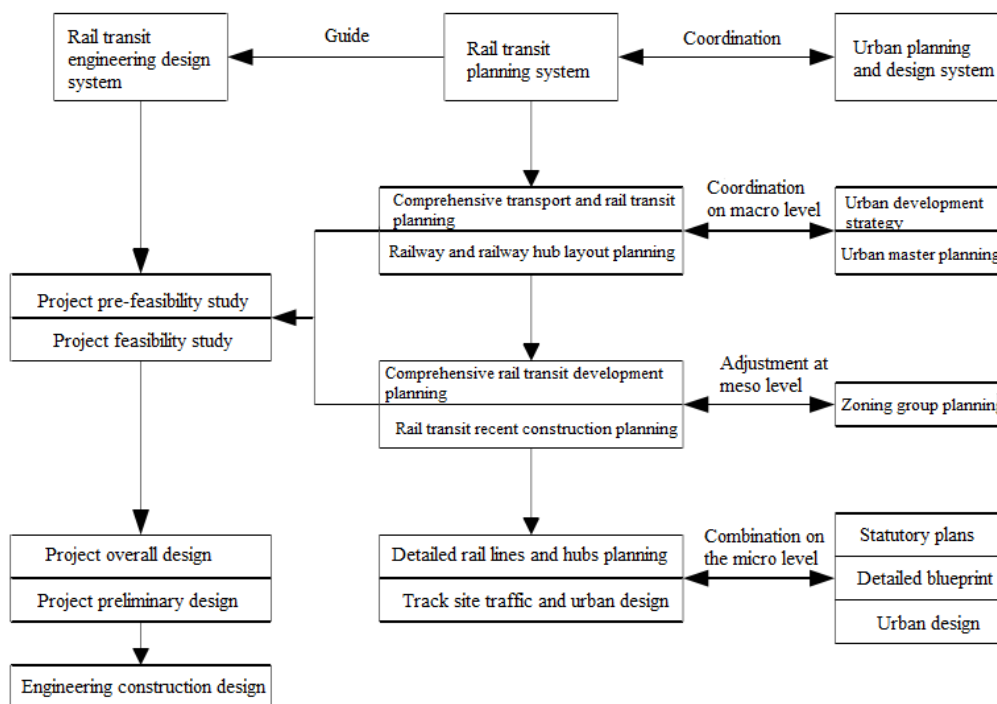 Rail transit
engineering design
system
Guide
Rail transit
planning system
Coordination
Urban planning
and design system
Comprehensive transport and rail transit
planning
Railway and railway hub layout planning
Coordination
on macro level
Urban development
strategy
Urban master planning
Project pre-feasibility study
Project feasibility study
Comprehensive rail transit development
planning
Rail transit recent construction planning
Adjustment at
meso level
Zoning group planning
Project overall design
Project preliminary design
Detailed rail lines and hubs planning
Track site traffic and urban design
Combination on
the micro level
Statutory plans
Detailed blueprint
Urban design
Engineering construction design